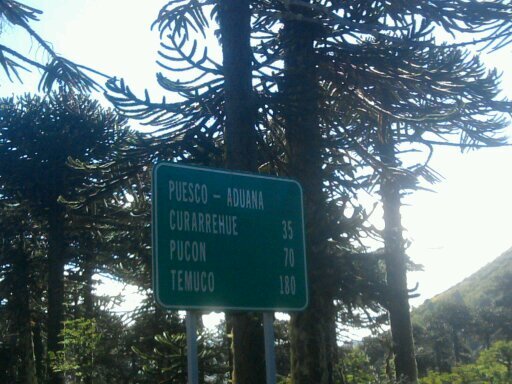 PUESCO - ADUANA
CURARREHUE 35
PUCON 70
TEMUCO 180